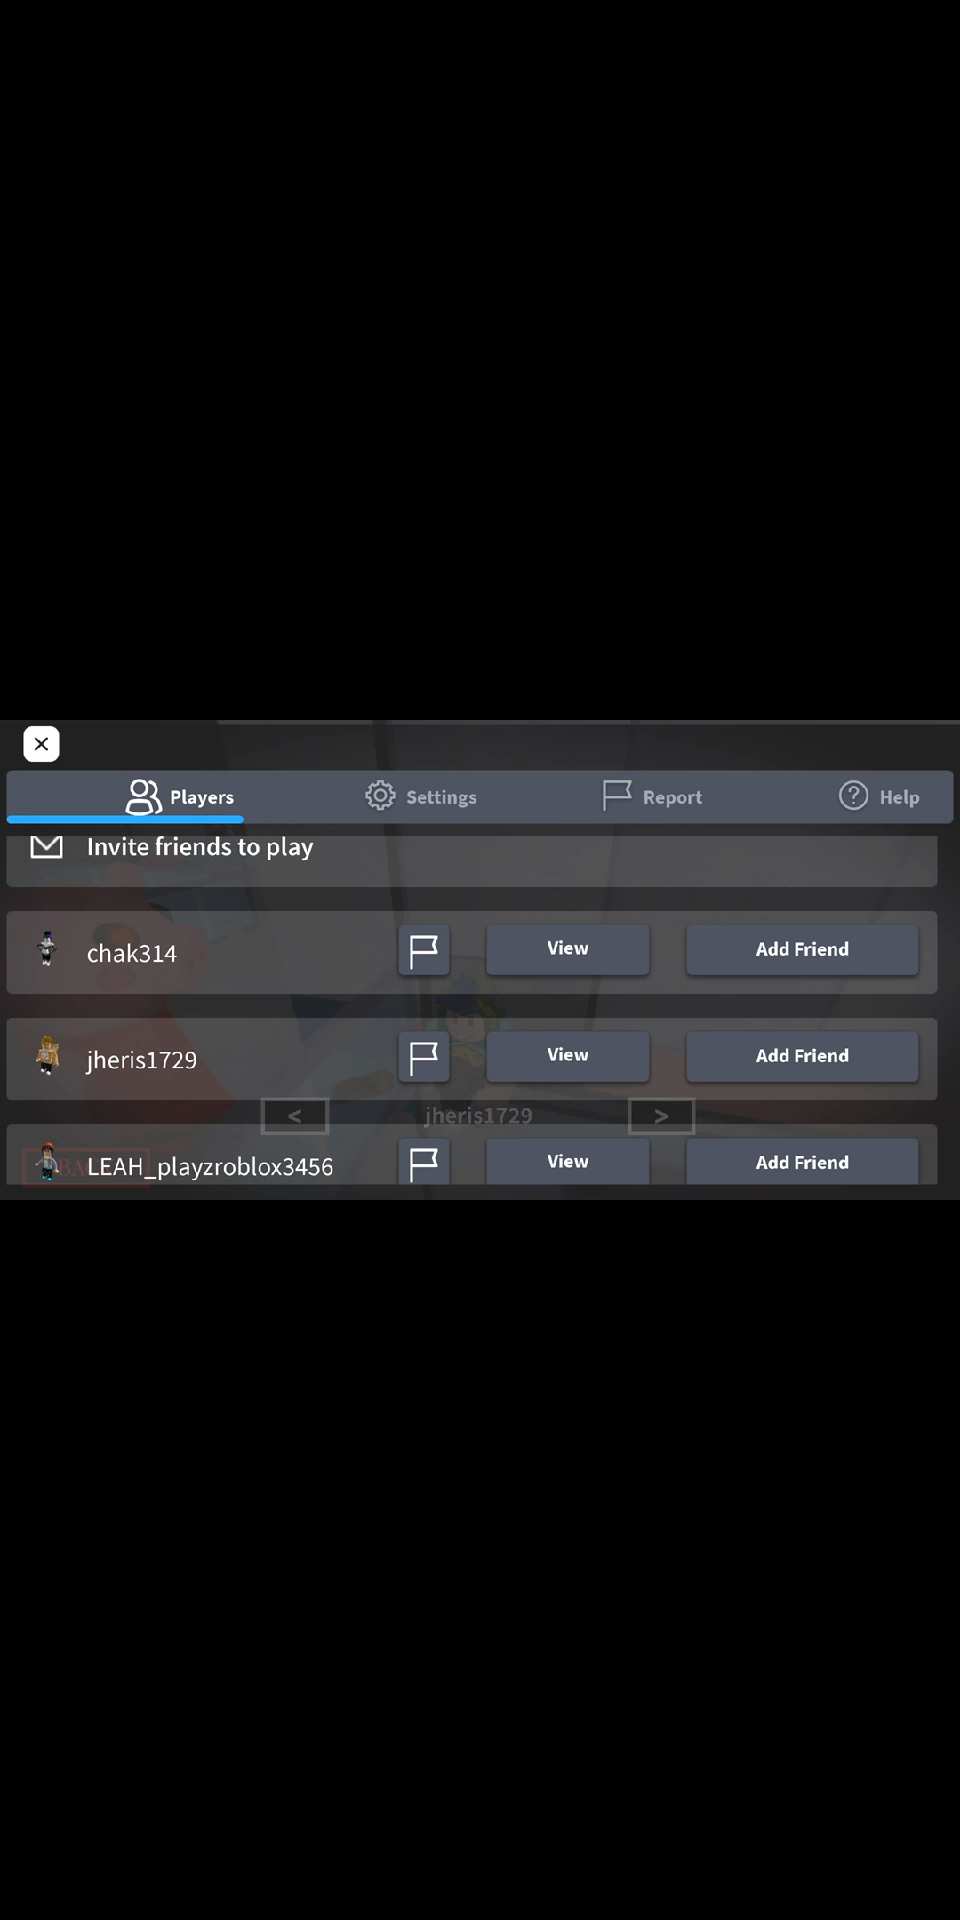 Players Settings Report Help
Invite friends to play
chak314 View Add Friend
jheris1729 View Add Friend
< jheris1729 >
LEAH_playzroblox3456 View Add Friend